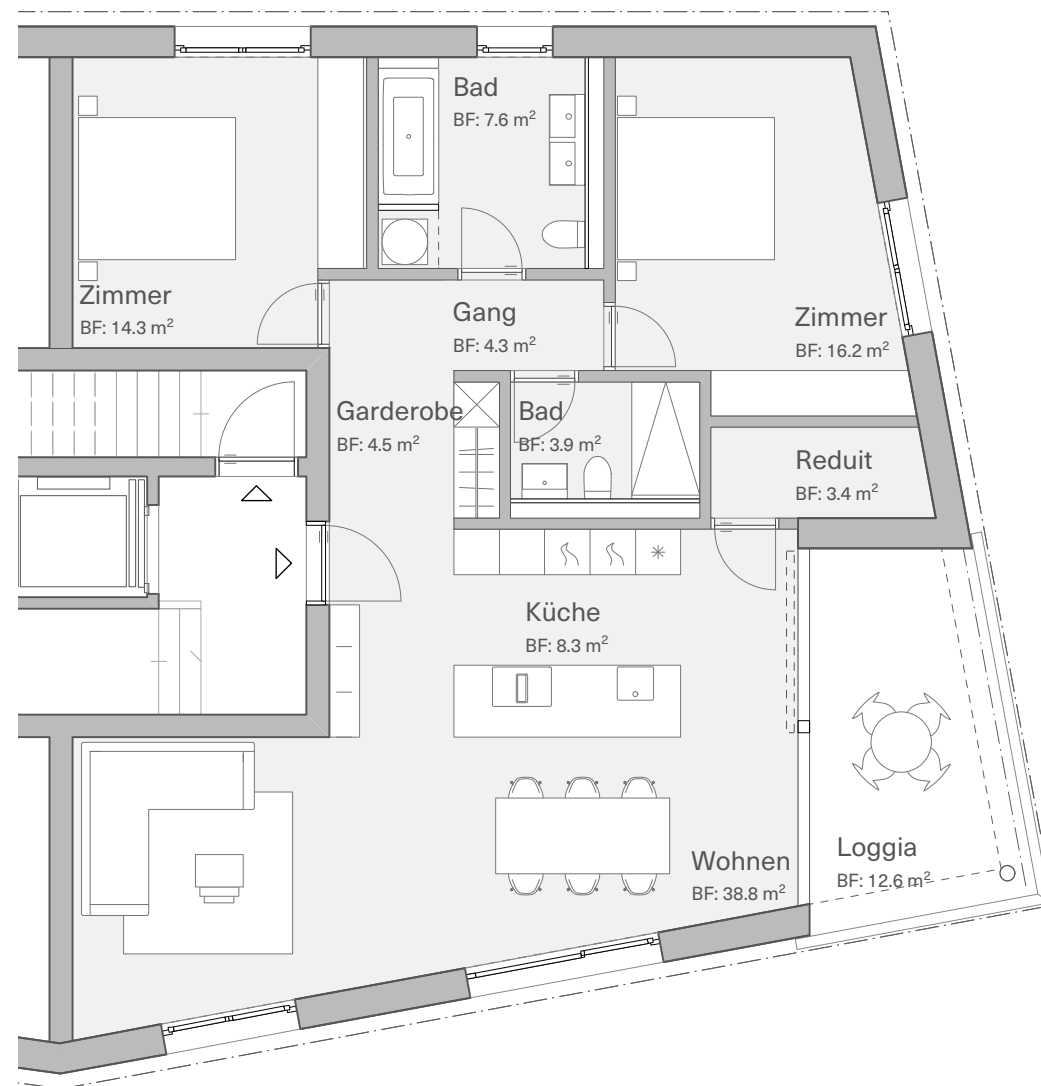 Bad
BF: 7.6 m²
Zimmer
BF: 14.3 m²
Gang
BF: 4.3 m²
Zimmer
BF: 16.2 m²
Garderobe
BF: 4.5 m²
Bad
BF: 3.9 m²
Reduit
BF: 3.4 m²
Küche
BF: 8.3 m²
Wohnen
BF: 38.8 m²
Loggia
BF: 12.6 m²